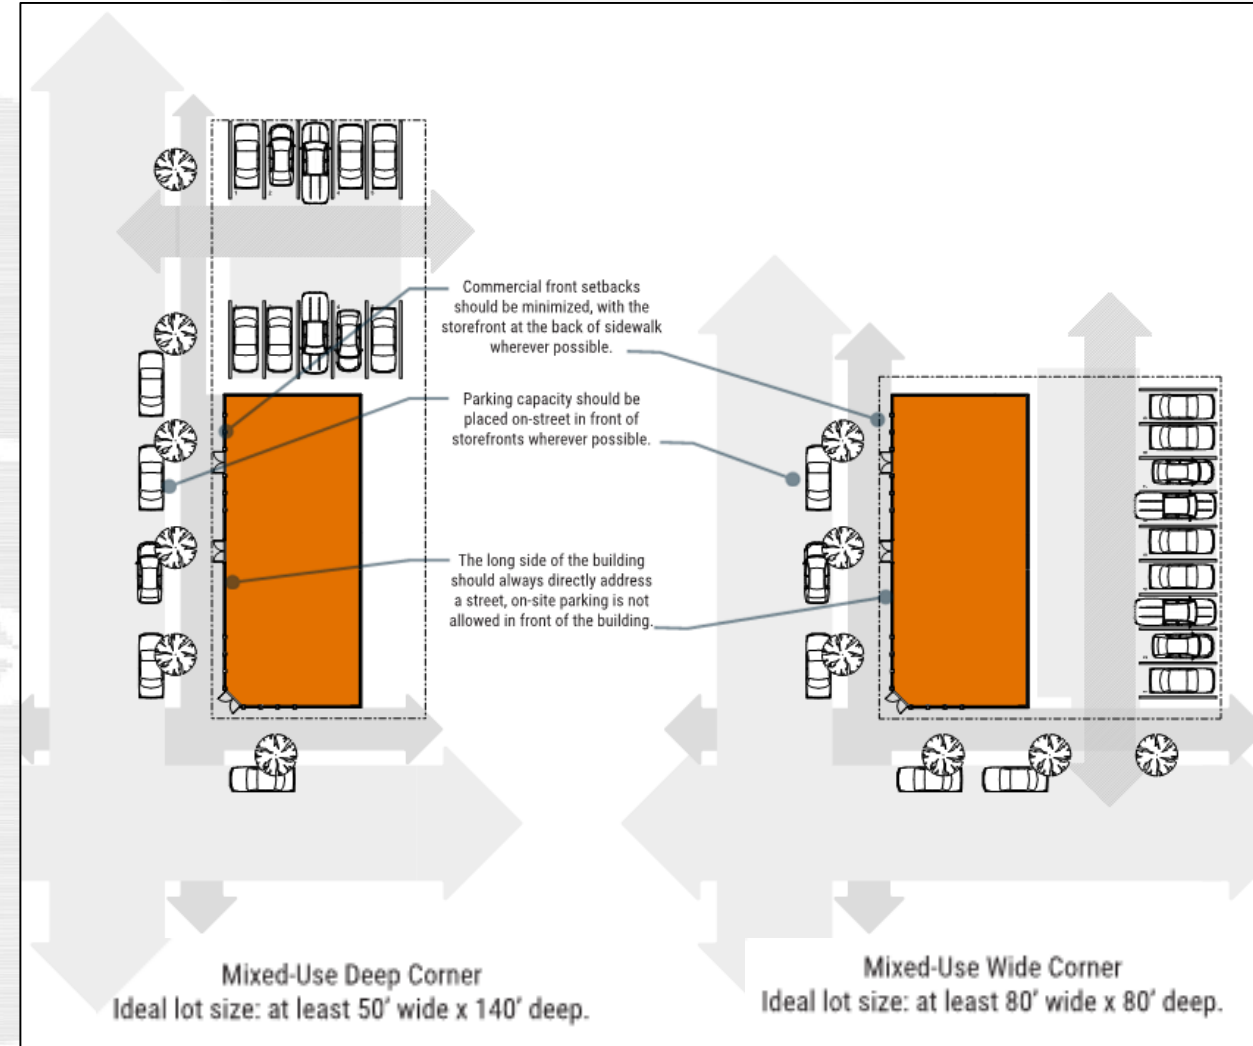 Commercial front setbacks
should be minimized, with the
storefront at the back of sidewalk
wherever possible.
Parking capacity should be
placed on-street in front of
storefronts wherever possible.
The long side of the building
should always directly address
a street, on-site parking is not
allowed in front of the building.
Mixed-Use Deep Corner
Ideal lot size: at least 50’ wide x 140’ deep.
Mixed-Use Wide Corner
Ideal lot size: at least 80’ wide x 80’ deep.